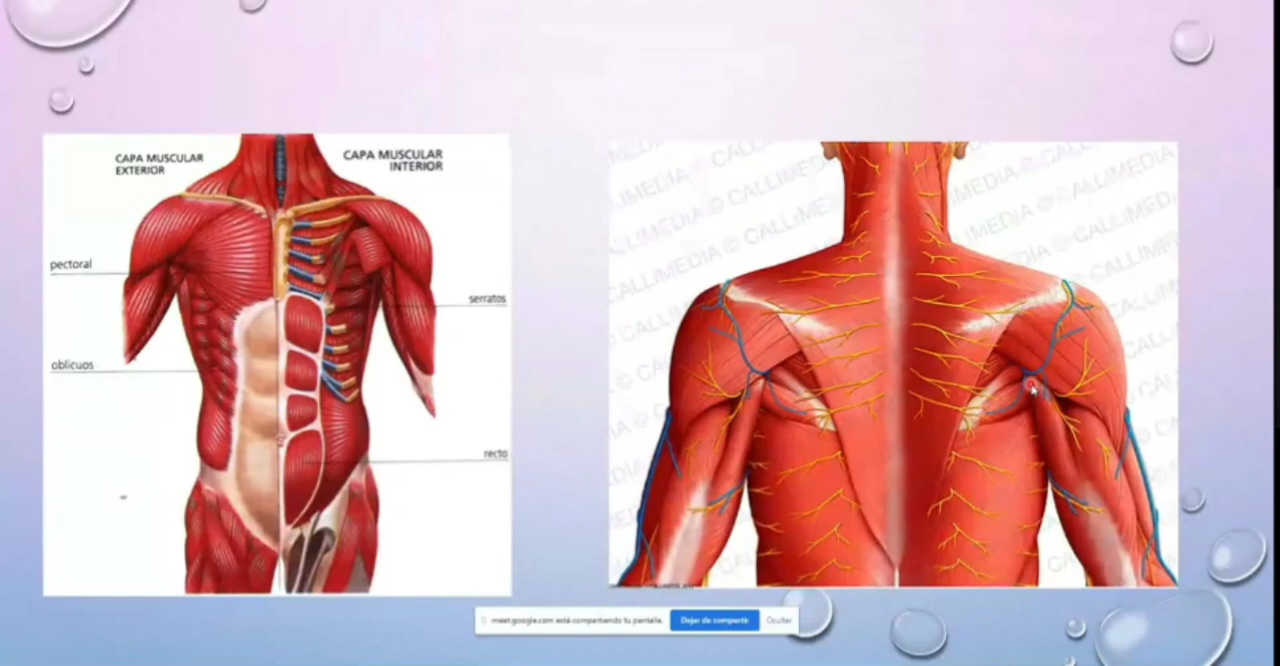 CAPA MUSCULAR
EXTERIOR
CAPA MUSCULAR
INTERIOR
pectoral
serratos
oblicuos
recto
CALLIMEDIA © CALLIMEDIA
meet.google.com está compartiendo tu pantalla.
Dejar de compartir
Ocultar